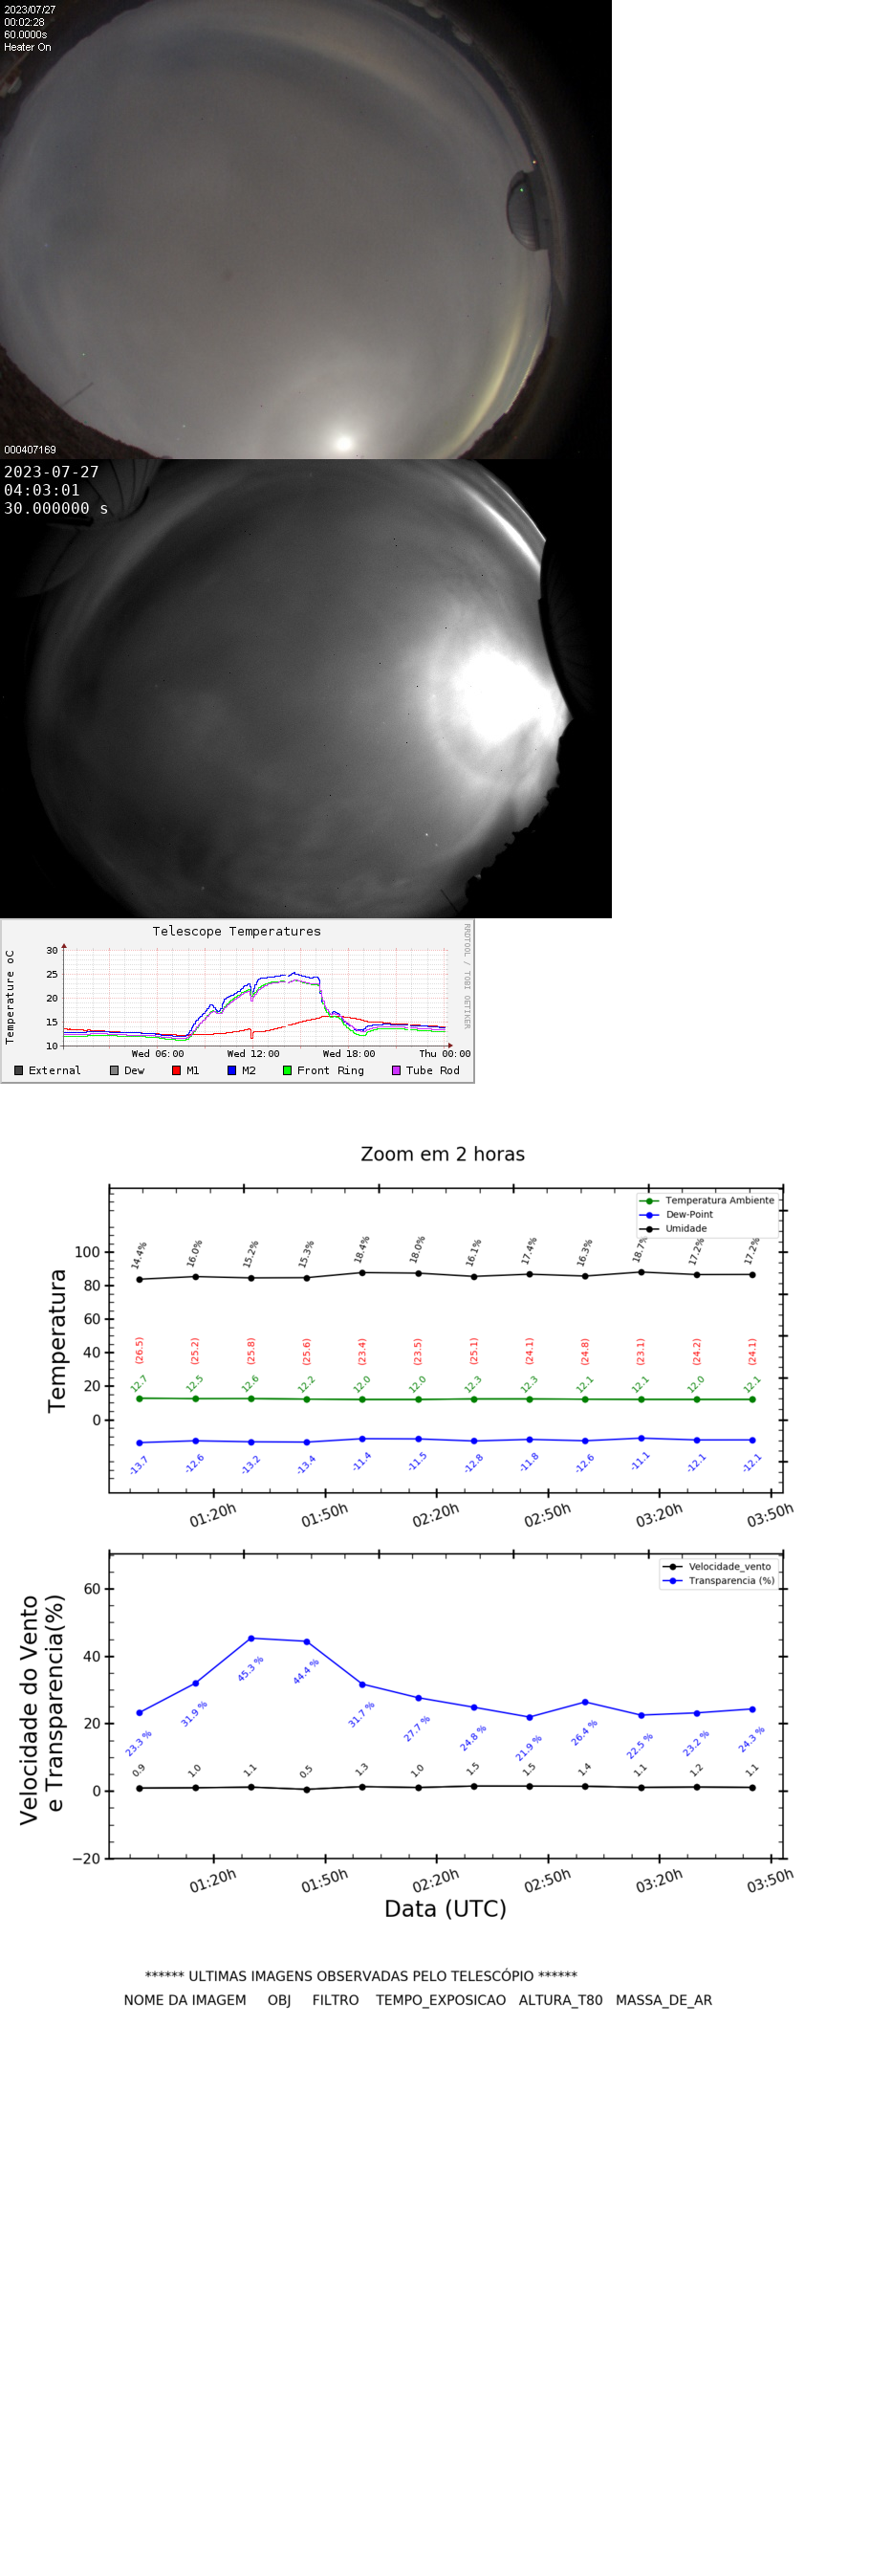 2023/07/27
00:02:28
60.0000s
Heater On
000407169
2023-07-27
04:03:01
30.000000 s
Telescope Temperatures
RRDTOOL / TOBI OETIKER
Temperature oC
30
25
20
15
10
Wed 06:00 Wed 12:00 Wed 18:00 Thu 00:00
External Dew M1 M2 Front Ring Tube Rod
Zoom em 2 horas
Temperatura Ambiente
Dew-Point
Umidade
Temperatura
100
80
60
40
20
0
14.4% 16.0% 15.2% 15.3% 18.4% 18.0% 16.1% 17.4% 16.3% 18.7% 17.2% 17.2%
(26.5) (25.2) (25.8) (25.6) (23.4) (23.5) (25.1) (24.1) (24.8) (23.1) (24.2) (24.1)
12.7 12.5 12.6 12.2 12.0 12.0 12.3 12.3 12.1 12.1 12.0 12.1
-13.7 -12.6 -13.2 -13.4 -11.4 -11.5 -12.8 -11.8 -12.6 -11.1 -12.1 -12.1
01:20h 01:50h 02:20h 02:50h 03:20h 03:50h
Velocidade_vento
Transparencia (%)
Velocidade do Vento
e Transparencia(%)
60
40
20
0
−20
23.3 % 31.9 % 45.3 % 44.4 % 31.7 % 27.7 % 24.8 % 21.9 % 26.4 % 22.5 % 23.2 % 24.3 %
0.9 1.0 1.1 0.5 1.3 1.0 1.5 1.5 1.4 1.1 1.2 1.1
01:20h 01:50h 02:20h 02:50h 03:20h 03:50h
Data (UTC)
****** ULTIMAS IMAGENS OBSERVADAS PELO TELESCÓPIO ******
NOME DA IMAGEM OBJ FILTRO TEMPO_EXPOSICAO ALTURA_T80 MASSA_DE_AR